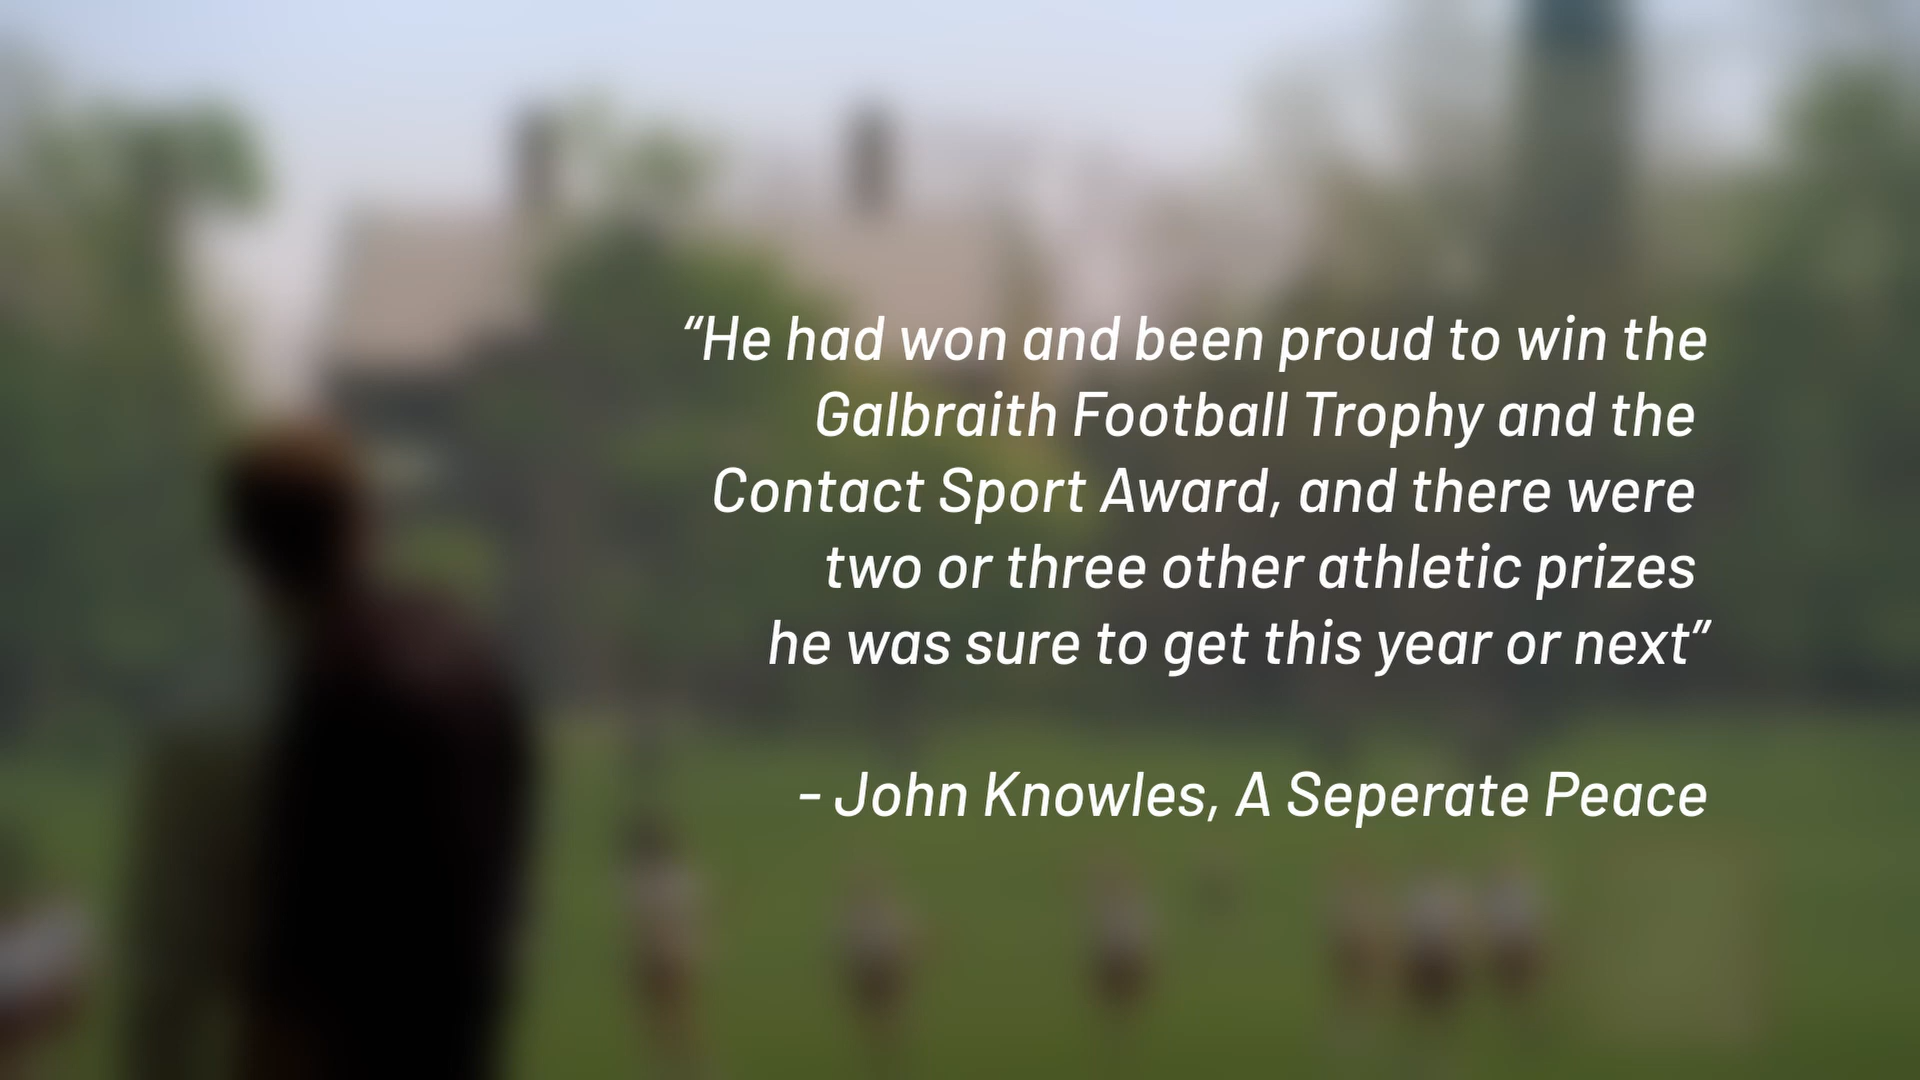 “He had won and been proud to win the
Galbraith Football Trophy and the
Contact Sport Award, and there were
two or three other athletic prizes
he was sure to get this year or next”
- John Knowles, A Seperate Peace